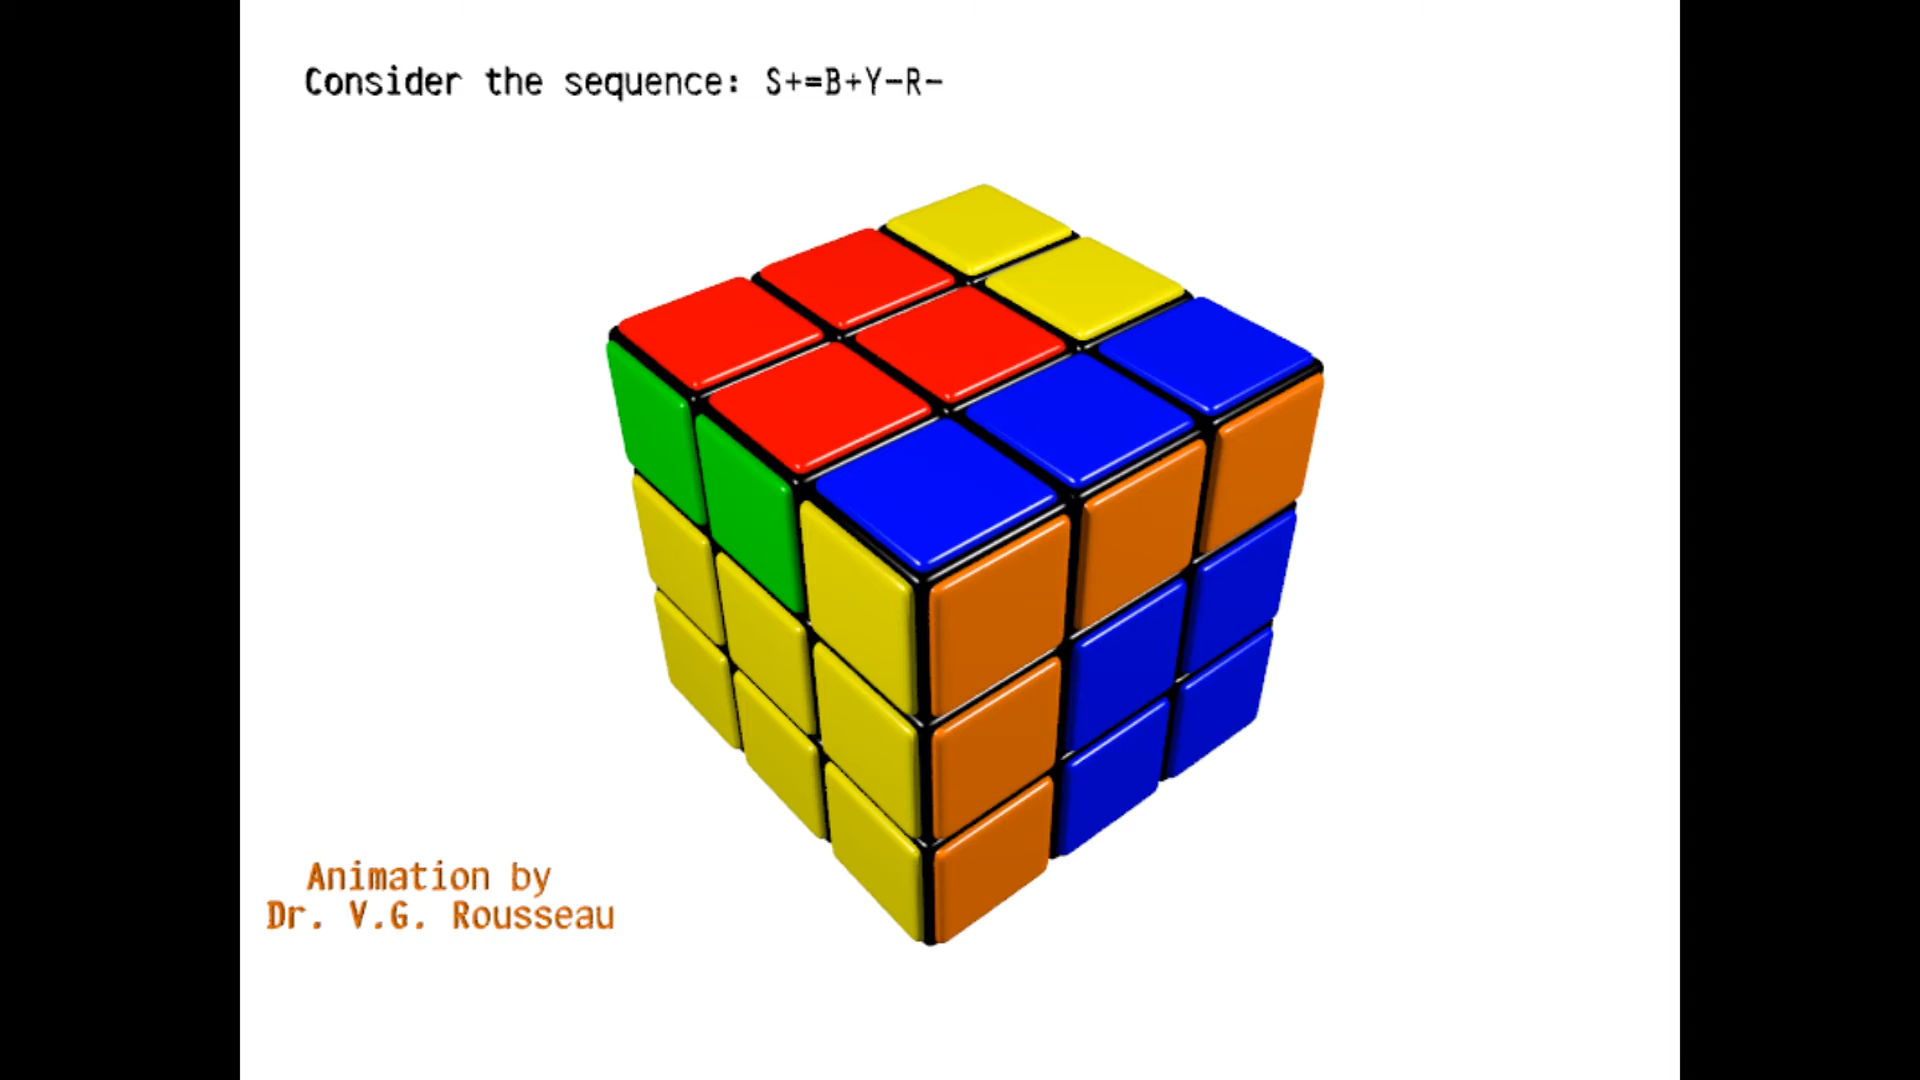 Consider the sequence: S+=B+Y-R-
Animation by
Dr. V.G. Rousseau